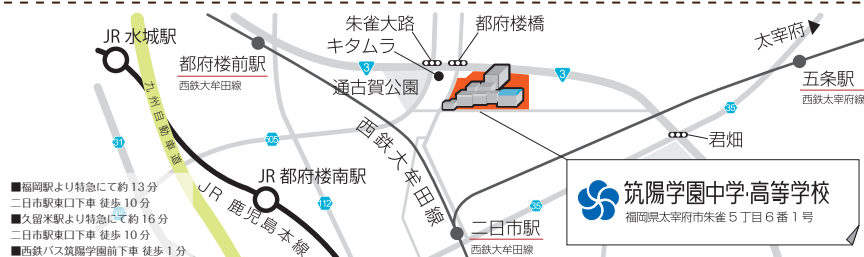 朱雀大路
都府楼橋
太宰府
JR 水城駅
キタムラ
都府楼前駅
西鉄大牟田線
3
3
通古賀公園
五条駅
西鉄太宰府線
九州自動車道
35
31
505
西鉄大牟田線
君畑
■福岡駅より特急にて約13分
二日市駅東口下車 徒歩10分
■久留米駅より特急にて約16分
二日市駅東口下車 徒歩10分
■西鉄バス筑陽学園前下車 徒歩1分
JR 都府楼南駅
JR 鹿児島本線
112
35
二日市駅
西鉄大牟田線
筑陽学園中学・高等学校
福岡県太宰府市朱雀5丁目6番1号